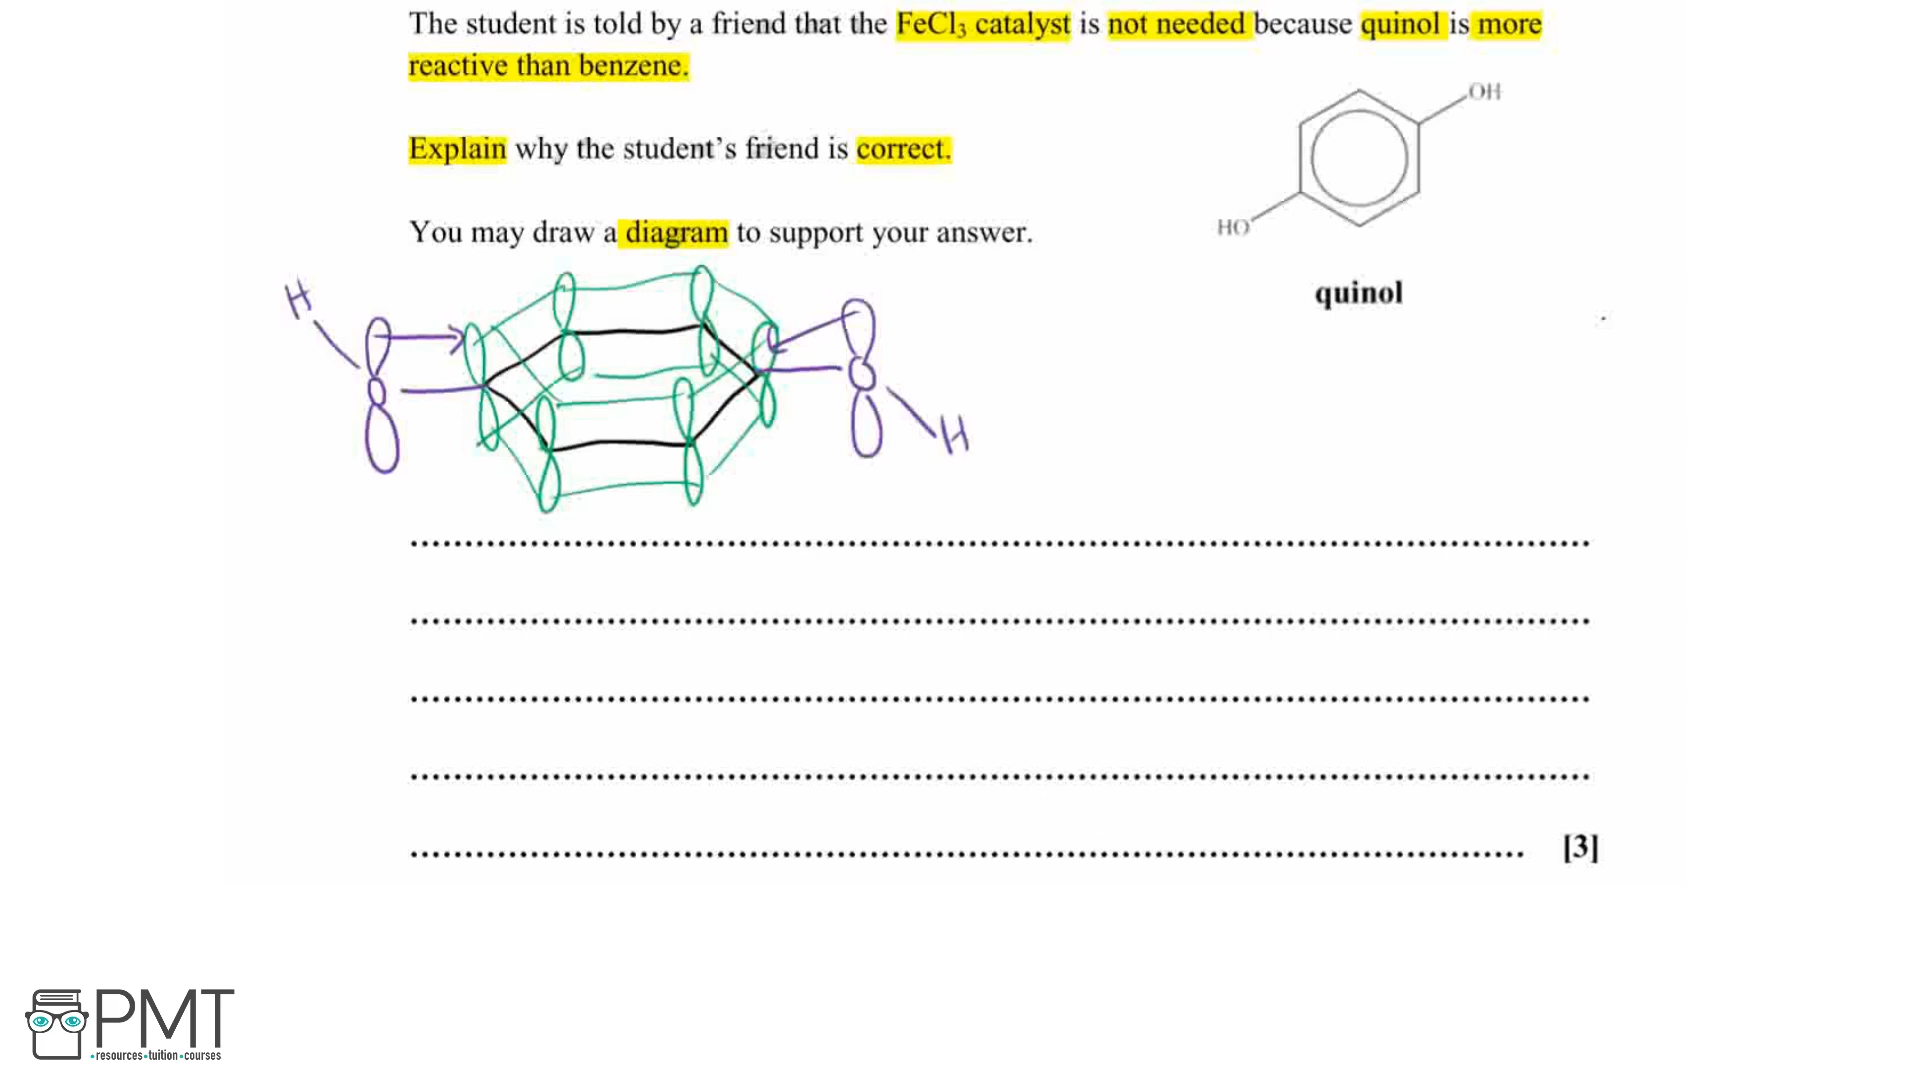 The student is told by a friend that the FeCl₃ catalyst is not needed because quinol is more
reactive than benzene.
OH
Explain why the student's friend is correct.
HO
You may draw a diagram to support your answer.
quinol
H
H
[3]
PMT
•resources•tuition•courses